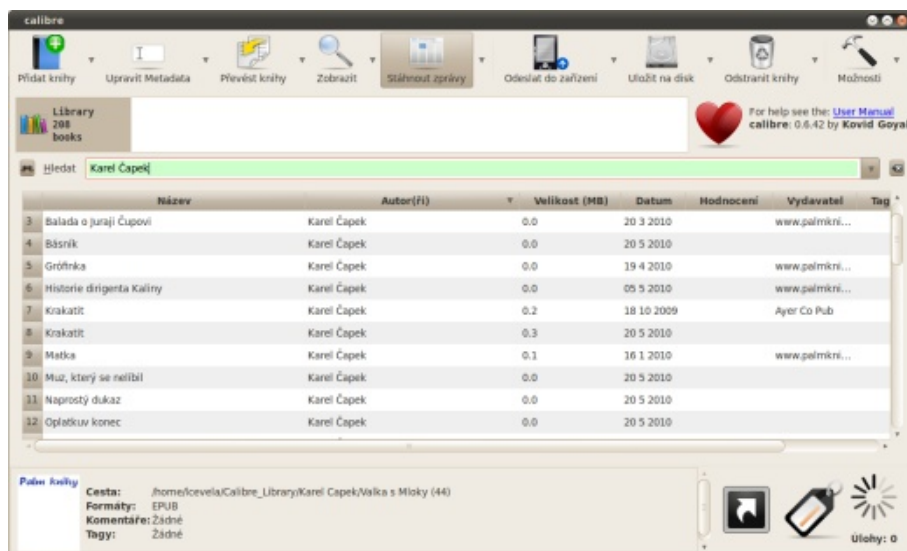 calibre
Přidat knihy Upravit Metadata Převést knihy Zobrazit Stáhnout zprávy Odeslat do zařízení Uložit na disk Odstranit knihy Možnosti
Library
208
books
For help see the: User Manual
calibre: 0.6.42 by Kovid Goyal
Hledat Karel Čapek
Název Autor(ři) Velikost (MB) Datum Hodnocení Vydavatel Tag
3 Balada o Juraji Čupovi Karel Čapek 0.0 20 3 2010 www.palmkni...
4 Básník Karel Čapek 0.0 20 5 2010
5 Grófinka Karel Čapek 0.0 19 4 2010 www.palmkni...
6 Historie dirigenta Kaliny Karel Čapek 0.0 05 5 2010 www.palmkni...
7 Krakatit Karel Čapek 0.2 18 10 2009 Ayer Co Pub
8 Krakatit Karel Čapek 0.3 20 5 2010
9 Matka Karel Čapek 0.1 16 1 2010 www.palmkni...
10 Muz, který se nelíbil Karel Čapek 0.0 20 5 2010
11 Naprostý dukaz Karel Čapek 0.0 20 5 2010
12 Oplatkuv konec Karel Čapek 0.0 20 5 2010
Palm knihy
Cesta: /home/lcevela/Calibre_Library/Karel Capek/Valka s Mloky (44)
Formáty: EPUB
Komentáře: Žádné
Tagy: Žádné
Úlohy: 0